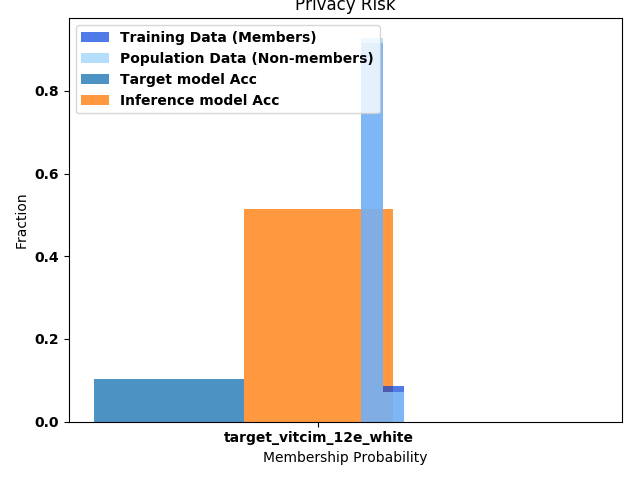 Privacy Risk
Training Data (Members)
Population Data (Non-members)
Target model Acc
Inference model Acc
0.8
0.6
0.4
0.2
0.0
Fraction
target_vitcim_12e_white
Membership Probability